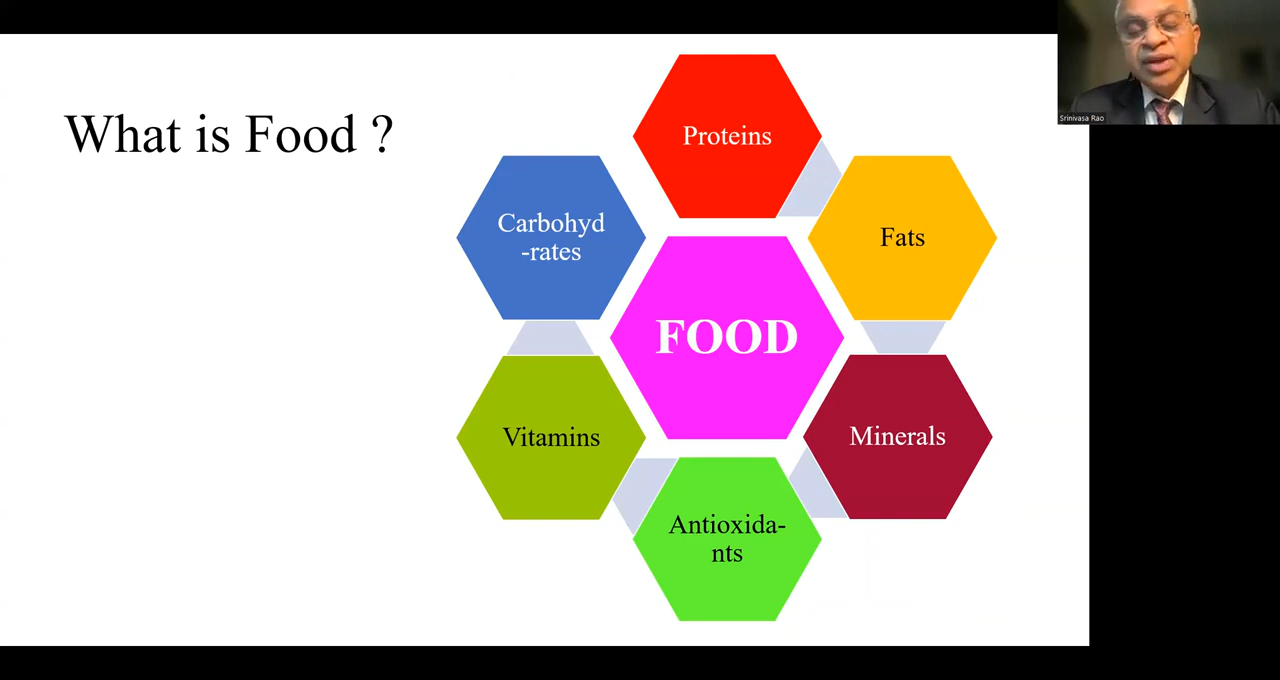 What is Food ?
Proteins
Carbohyd
-rates
Fats
FOOD
Vitamins
Minerals
Antioxida-
nts
Srinivasa Rao